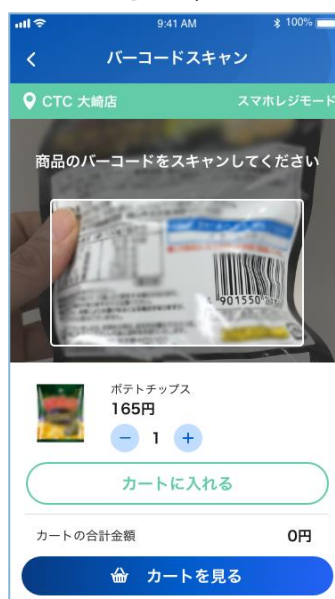 9:41 AM
100%
バーコードスキャン
CTC 大崎店
スマホレジモード
商品のバーコードをスキャンしてください
901550
ポテトチップス
165円
1
カートに入れる
カートの合計金額
0円
カートを見る